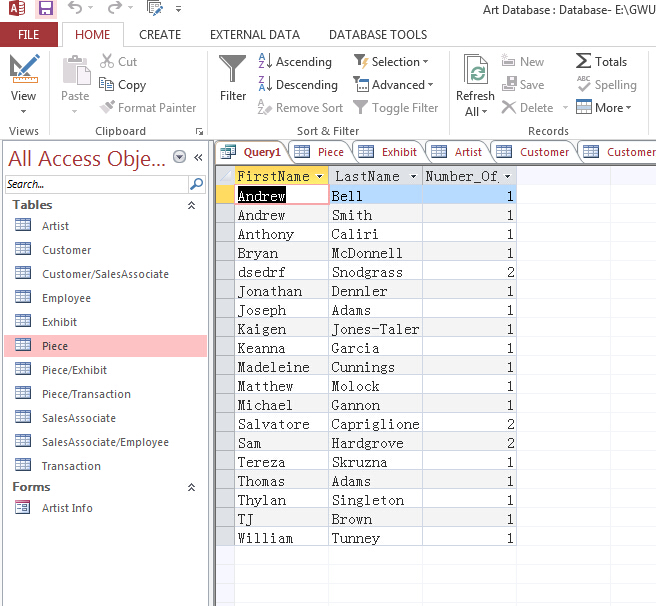 Art Database : Database- E:\GWU
FILE HOME CREATE EXTERNAL DATA DATABASE TOOLS
View
Views
Paste
Cut
Copy
Format Painter
Clipboard
Filter
Ascending
Descending
Remove Sort
Selection
Advanced
Toggle Filter
Sort & Filter
Refresh
All
New
Save
Delete
Totals
Spelling
More
Records
All Access Obje...
Search...
Tables
Artist
Customer
Customer/SalesAssociate
Employee
Exhibit
Piece
Piece/Exhibit
Piece/Transaction
SalesAssociate
SalesAssociate/Employee
Transaction
Forms
Artist Info
Query1 Piece Exhibit Artist Customer Customer
FirstName LastName Number_Of_
Andrew Bell 1
Andrew Smith 1
Anthony Caliri 1
Bryan McDonnell 1
dsedrf Snodgrass 2
Jonathan Dennler 1
Joseph Adams 1
Kaigen Jones-Taler 1
Keanna Garcia 1
Madeleine Cunnings 1
Matthew Molock 1
Michael Gannon 1
Salvatore Capriglione 2
Sam Hardgrove 2
Tereza Skruzna 1
Thomas Adams 1
Thylan Singleton 1
TJ Brown 1
William Tunney 1